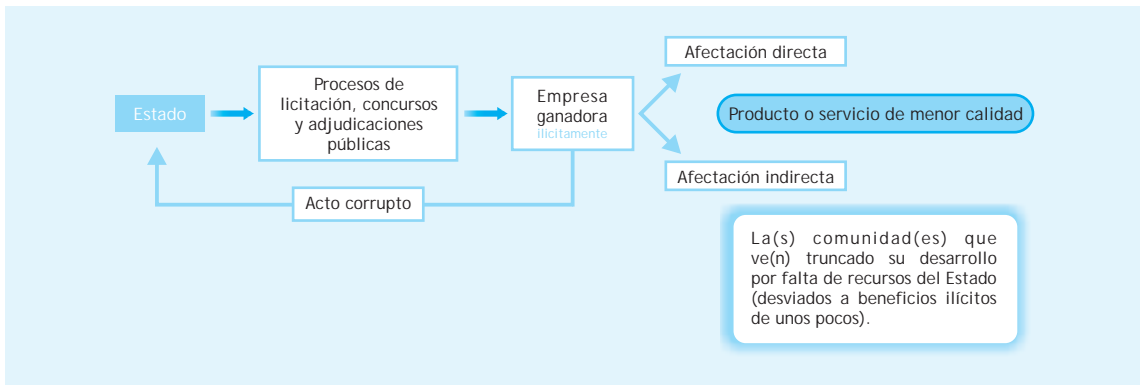 Estado
Procesos de
licitación, concursos
y adjudicaciones
públicas
Empresa
ganadora
ilícitamente
Acto corrupto
Afectación directa
Producto o servicio de menor calidad
Afectación indirecta
La(s) comunidad(es) que
ve(n) truncado su desarrollo
por falta de recursos del Estado
(desviados a beneficios ilícitos
de unos pocos).